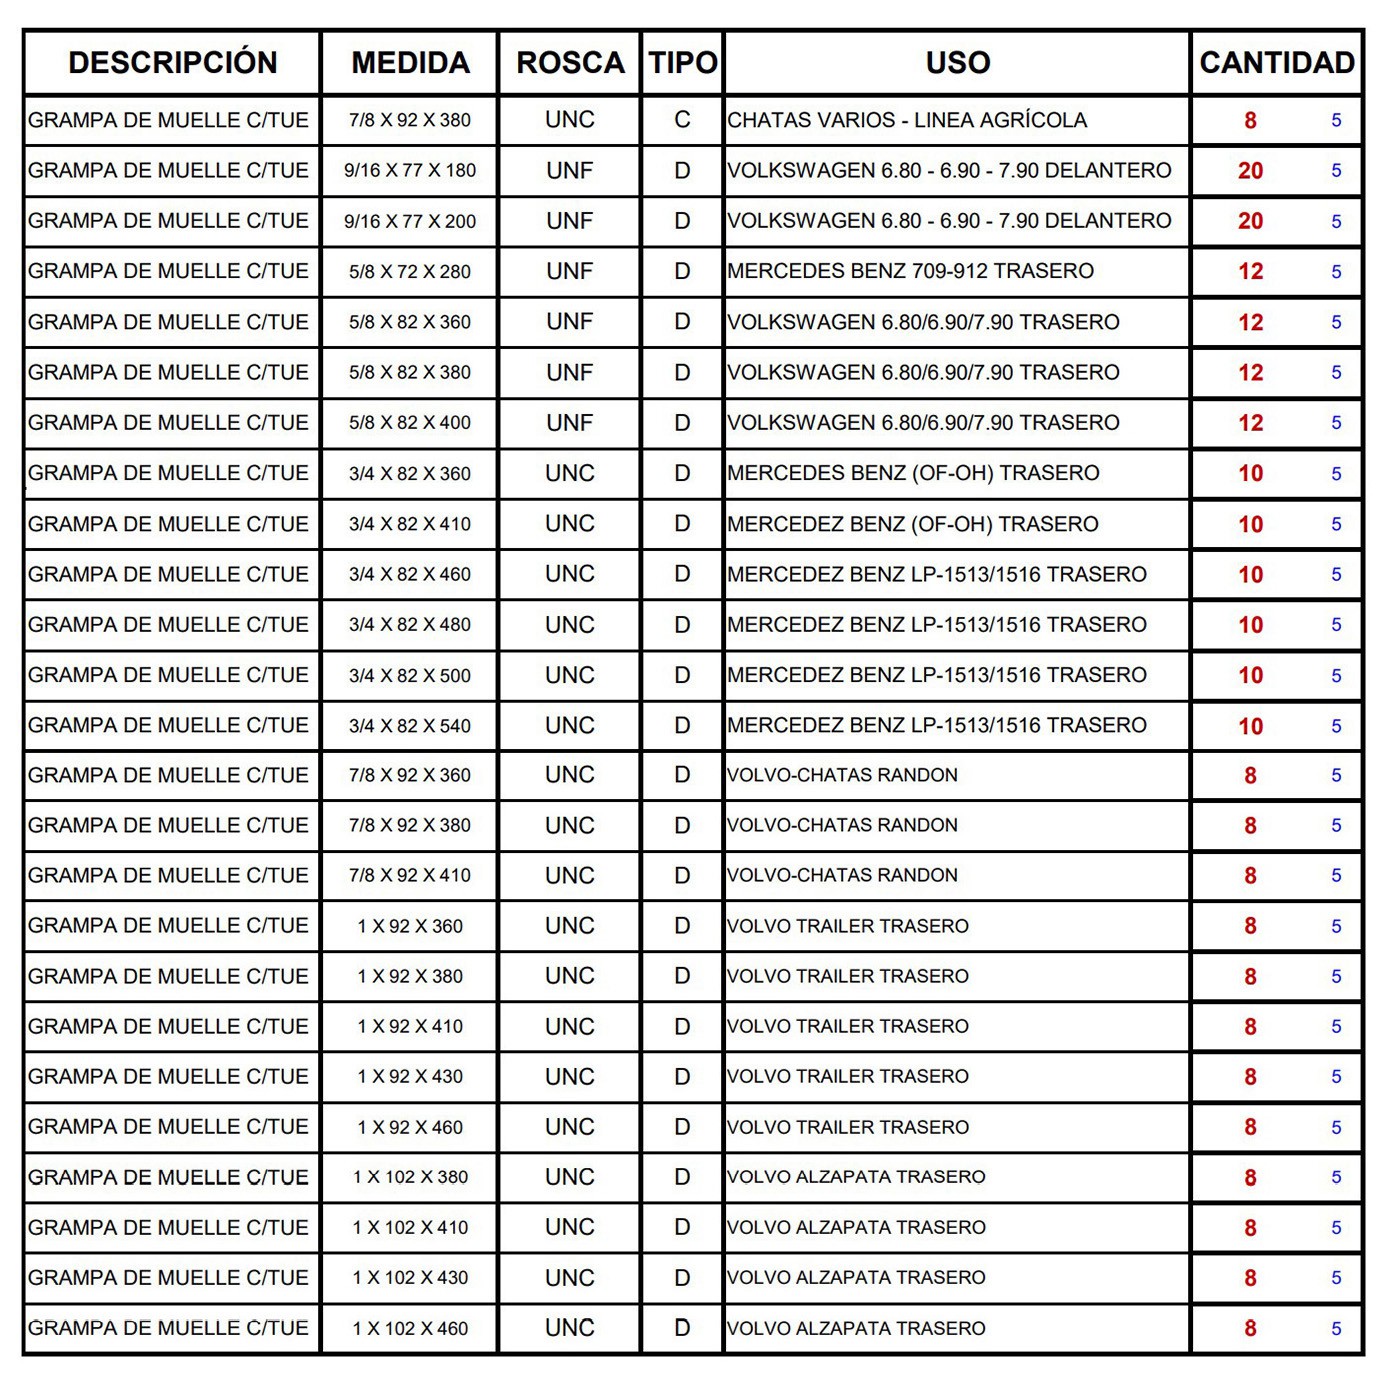 DESCRIPCIÓN MEDIDA ROSCA TIPO USO CANTIDAD
GRAMPA DE MUELLE C/TUE 7/8 X 92 X 380 UNC C CHATAS VARIOS - LINEA AGRÍCOLA 8 5
GRAMPA DE MUELLE C/TUE 9/16 X 77 X 180 UNF D VOLKSWAGEN 6.80 - 6.90 - 7.90 DELANTERO 20 5
GRAMPA DE MUELLE C/TUE 9/16 X 77 X 200 UNF D VOLKSWAGEN 6.80 - 6.90 - 7.90 DELANTERO 20 5
GRAMPA DE MUELLE C/TUE 5/8 X 72 X 280 UNF D MERCEDES BENZ 709-912 TRASERO 12 5
GRAMPA DE MUELLE C/TUE 5/8 X 82 X 360 UNF D VOLKSWAGEN 6.80/6.90/7.90 TRASERO 12 5
GRAMPA DE MUELLE C/TUE 5/8 X 82 X 380 UNF D VOLKSWAGEN 6.80/6.90/7.90 TRASERO 12 5
GRAMPA DE MUELLE C/TUE 5/8 X 82 X 400 UNF D VOLKSWAGEN 6.80/6.90/7.90 TRASERO 12 5
GRAMPA DE MUELLE C/TUE 3/4 X 82 X 360 UNC D MERCEDES BENZ (OF-OH) TRASERO 10 5
GRAMPA DE MUELLE C/TUE 3/4 X 82 X 410 UNC D MERCEDEZ BENZ (OF-OH) TRASERO 10 5
GRAMPA DE MUELLE C/TUE 3/4 X 82 X 460 UNC D MERCEDEZ BENZ LP-1513/1516 TRASERO 10 5
GRAMPA DE MUELLE C/TUE 3/4 X 82 X 480 UNC D MERCEDEZ BENZ LP-1513/1516 TRASERO 10 5
GRAMPA DE MUELLE C/TUE 3/4 X 82 X 500 UNC D MERCEDEZ BENZ LP-1513/1516 TRASERO 10 5
GRAMPA DE MUELLE C/TUE 3/4 X 82 X 540 UNC D MERCEDEZ BENZ LP-1513/1516 TRASERO 10 5
GRAMPA DE MUELLE C/TUE 7/8 X 92 X 360 UNC D VOLVO-CHATAS RANDON 8 5
GRAMPA DE MUELLE C/TUE 7/8 X 92 X 380 UNC D VOLVO-CHATAS RANDON 8 5
GRAMPA DE MUELLE C/TUE 7/8 X 92 X 410 UNC D VOLVO-CHATAS RANDON 8 5
GRAMPA DE MUELLE C/TUE 1 X 92 X 360 UNC D VOLVO TRAILER TRASERO 8 5
GRAMPA DE MUELLE C/TUE 1 X 92 X 380 UNC D VOLVO TRAILER TRASERO 8 5
GRAMPA DE MUELLE C/TUE 1 X 92 X 410 UNC D VOLVO TRAILER TRASERO 8 5
GRAMPA DE MUELLE C/TUE 1 X 92 X 430 UNC D VOLVO TRAILER TRASERO 8 5
GRAMPA DE MUELLE C/TUE 1 X 92 X 460 UNC D VOLVO TRAILER TRASERO 8 5
GRAMPA DE MUELLE C/TUE 1 X 102 X 380 UNC D VOLVO ALZAPATA TRASERO 8 5
GRAMPA DE MUELLE C/TUE 1 X 102 X 410 UNC D VOLVO ALZAPATA TRASERO 8 5
GRAMPA DE MUELLE C/TUE 1 X 102 X 430 UNC D VOLVO ALZAPATA TRASERO 8 5
GRAMPA DE MUELLE C/TUE 1 X 102 X 460 UNC D VOLVO ALZAPATA TRASERO 8 5